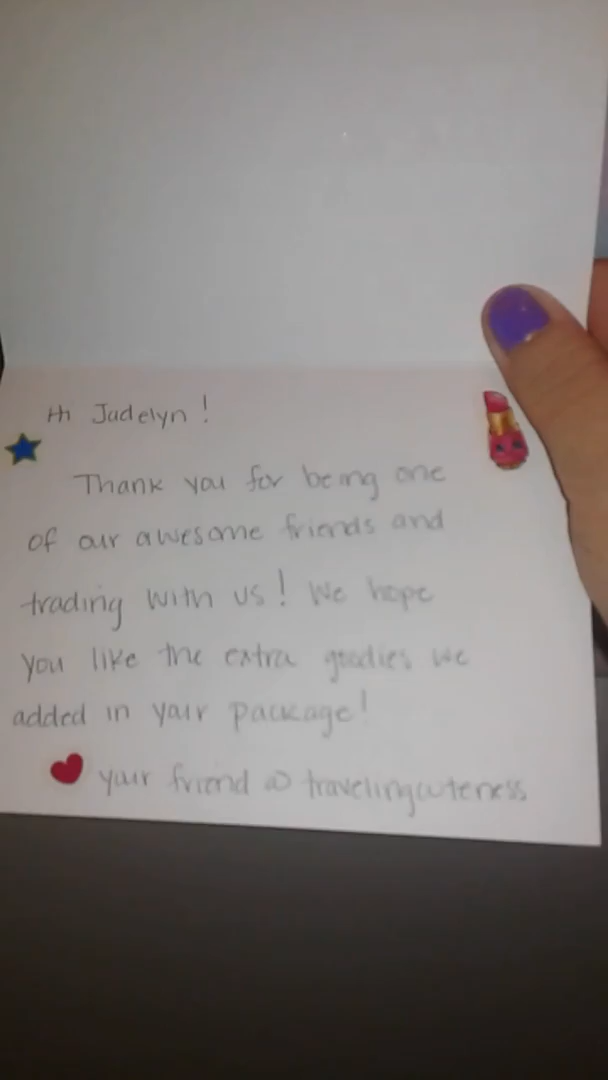 Hi Jadelyn!
Thank you for being one
of our awesome friends and
trading with us! We hope
you like the extra goodies we
added in your package!
your friend @ travelingcuteness